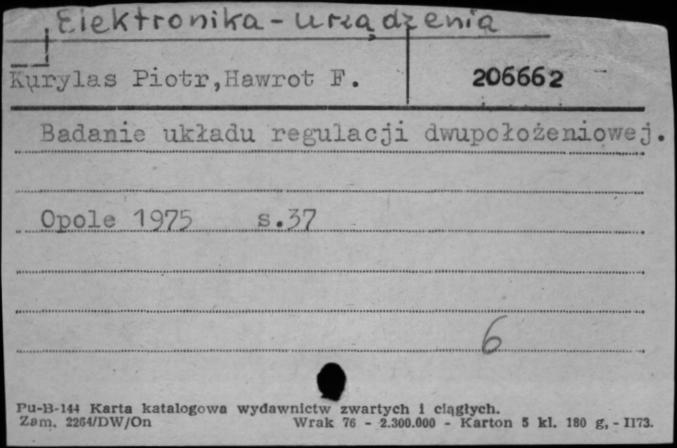 Elektronika - urządzenia
Kurylas Piotr,Hawrot F.
206662
Badanie układu regulacji dwupołożeniowej.
Opole 1975 s.37
6
Pu-B-144 Karta katalogowa wydawnictw zwartych i ciągłych.
Zam. 2264/DW/On Wrak 76 - 2.300.000 - Karton 5 kl. 180 g, - II73.